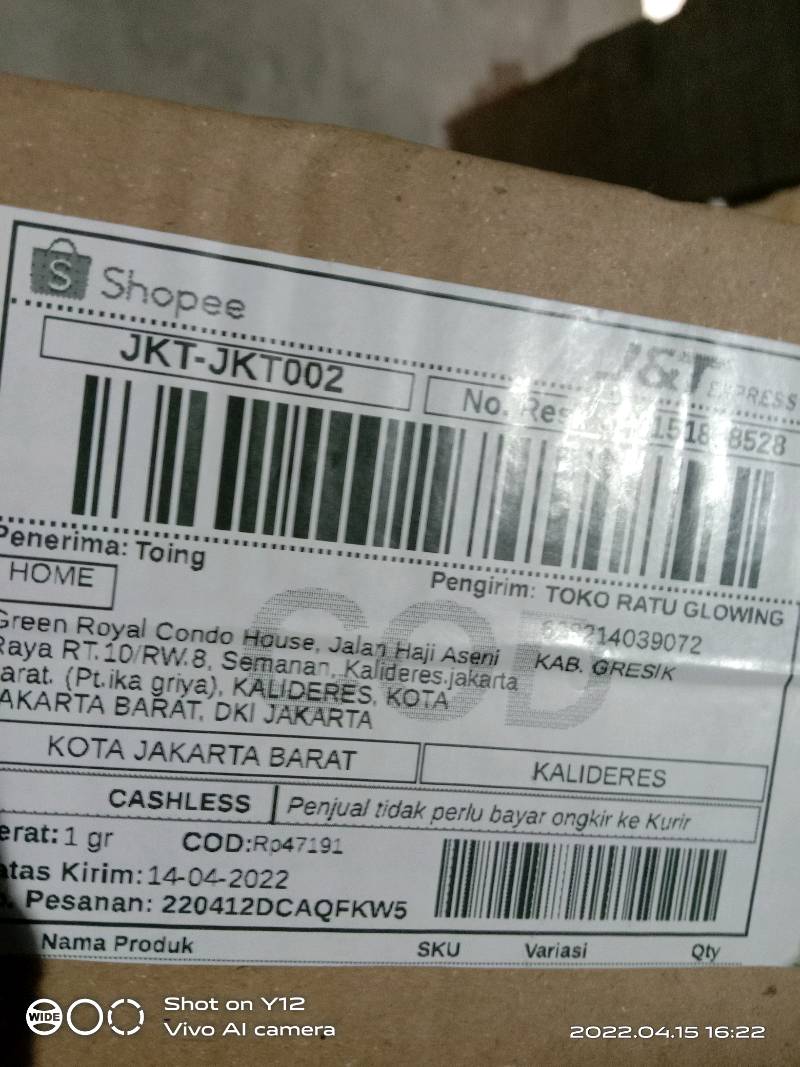 Shopee
J&T EXPRESS
JKT-JKT002
No.
Penerima: Toing
Pengirim: TOKO RATU GLOWING
HOME
KAB. GRESIK
Green Royal Condo House, Jalan Haji Aseni
Raya RT.10/RW.8, Semanan, Kalideres.jakarta
arat. (Pt.ika griya), KALIDERES, KOTA
JAKARTA BARAT, DKI JAKARTA
COD
KOTA JAKARTA BARAT
KALIDERES
CASHLESS
Penjual tidak perlu bayar ongkir ke Kurir
erat: 1 gr
COD:Rp47191
atas Kirim: 14-04-2022
. Pesanan: 220412DCAQFKW5
Nama Produk SKU Variasi Qty
WIDE
Shot on Y12
Vivo AI camera
2022.04.15 16:22